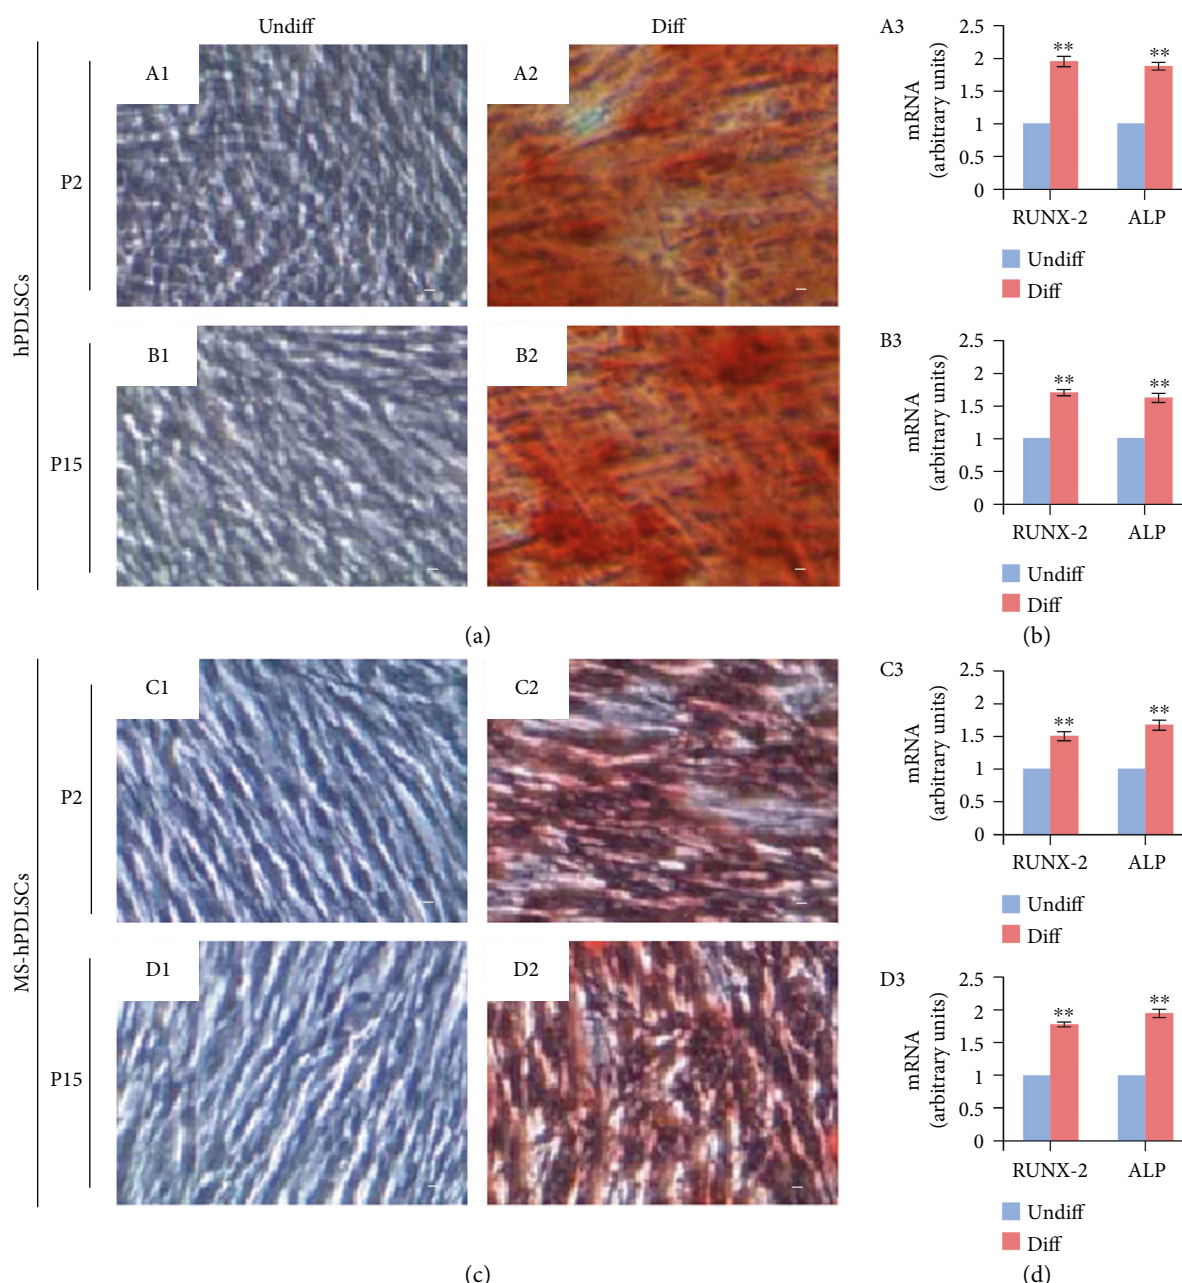 Undiff
Diff
hPDLSCs
P2
A1
A2
A3
mRNA
(arbitrary units)
2.5
2
1.5
1
0.5
0
**
**
RUNX-2
ALP
Undiff
Diff
P15
B1
B2
B3
mRNA
(arbitrary units)
2.5
2
1.5
1
0.5
0
**
**
RUNX-2
ALP
Undiff
Diff
(a)
(b)
MS-hPDLSCs
P2
C1
C2
C3
mRNA
(arbitrary units)
2.5
2
1.5
1
0.5
0
**
**
RUNX-2
ALP
Undiff
Diff
P15
D1
D2
D3
mRNA
(arbitrary units)
2.5
2
1.5
1
0.5
0
**
**
RUNX-2
ALP
Undiff
Diff
(c)
(d)